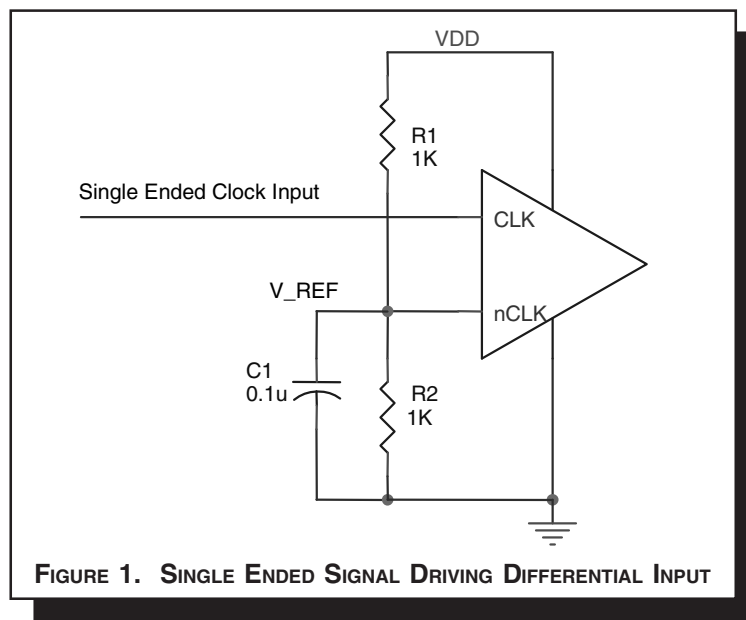 VDD
R1
1K
Single Ended Clock Input
CLK
V_REF
nCLK
C1
0.1u
R2
1K
FIGURE 1. SINGLE ENDED SIGNAL DRIVING DIFFERENTIAL INPUT